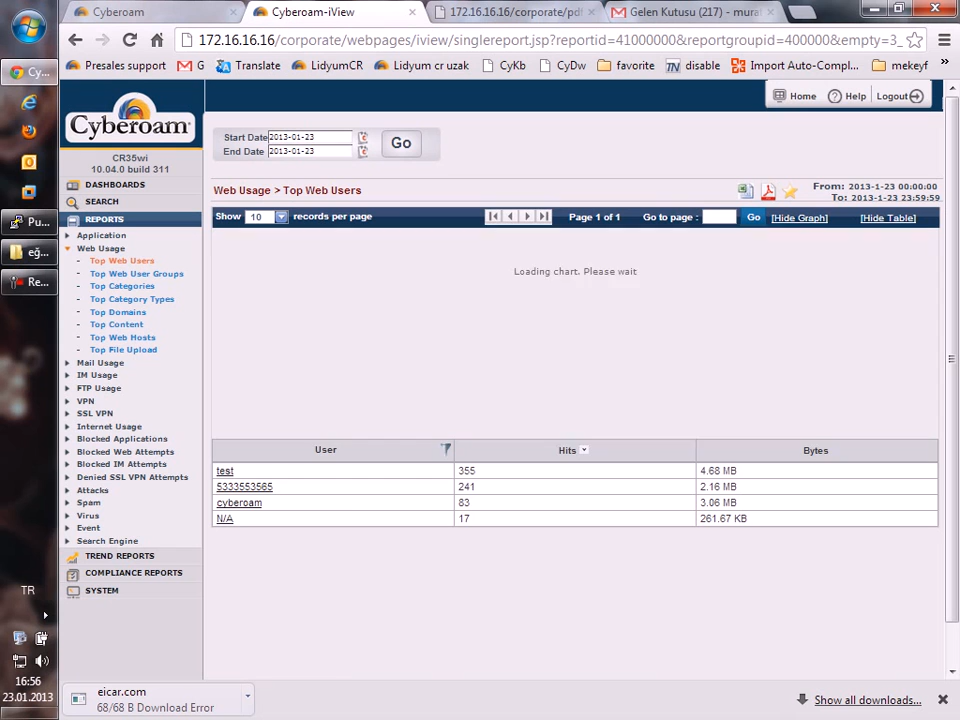 Cyberoam
Cyberoam-iView
172.16.16.16/corporate/pdf
Gelen Kutusu (217) - mura
172.16.16.16/corporate/webpages/iview/singlereport.jsp?reportid=41000000&reportgroupid=400000&empty=3_
Presales support
G
Translate
LidyumCR
Lidyum cr uzak
CyKb
CyDw
favorite
disable
Import Auto-Compl...
mekeyf
»
Cy...
Pu...
eğ...
Re...
TR
16:56
23.01.2013
Home
Help
Logout
Cyberoam
CR35wi
10.04.0 build 311
DASHBOARDS
SEARCH
REPORTS
Application
Web Usage
- Top Web Users
- Top Web User Groups
- Top Categories
- Top Category Types
- Top Domains
- Top Content
- Top Web Hosts
- Top File Upload
Mail Usage
IM Usage
FTP Usage
VPN
SSL VPN
Internet Usage
Blocked Applications
Blocked Web Attempts
Blocked IM Attempts
Denied SSL VPN Attempts
Attacks
Spam
Virus
Event
Search Engine
TREND REPORTS
COMPLIANCE REPORTS
SYSTEM
Start Date 2013-01-23
End Date 2013-01-23
Go
Web Usage > Top Web Users
From: 2013-1-23 00:00:00
To: 2013-1-23 23:59:59
Show 10 records per page
Page 1 of 1
Go to page :
Go
[Hide Graph]
[Hide Table]
Loading chart. Please wait
User Hits Bytes
test 355 4.68 MB
5333553565 241 2.16 MB
cyberoam 83 3.06 MB
N/A 17 261.67 KB
eicar.com
68/68 B Download Error
Show all downloads...